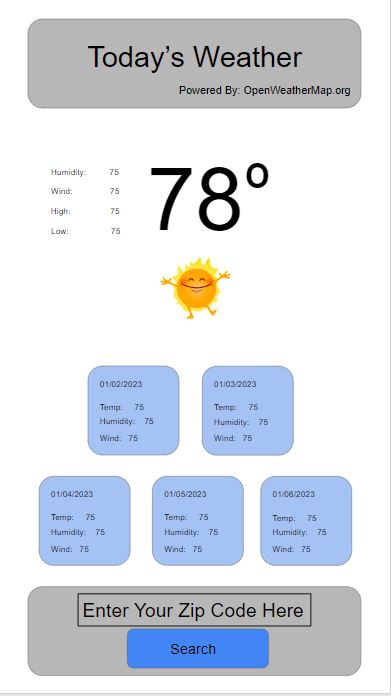 Today’s Weather
Powered By: OpenWeatherMap.org
Humidity: 75
Wind: 75
High: 75
Low: 75
78º
01/02/2023
Temp: 75
Humidity: 75
Wind: 75
01/03/2023
Temp: 75
Humidity: 75
Wind: 75
01/04/2023
Temp: 75
Humidity: 75
Wind: 75
01/05/2023
Temp: 75
Humidity: 75
Wind: 75
01/06/2023
Temp: 75
Humidity: 75
Wind: 75
Enter Your Zip Code Here
Search